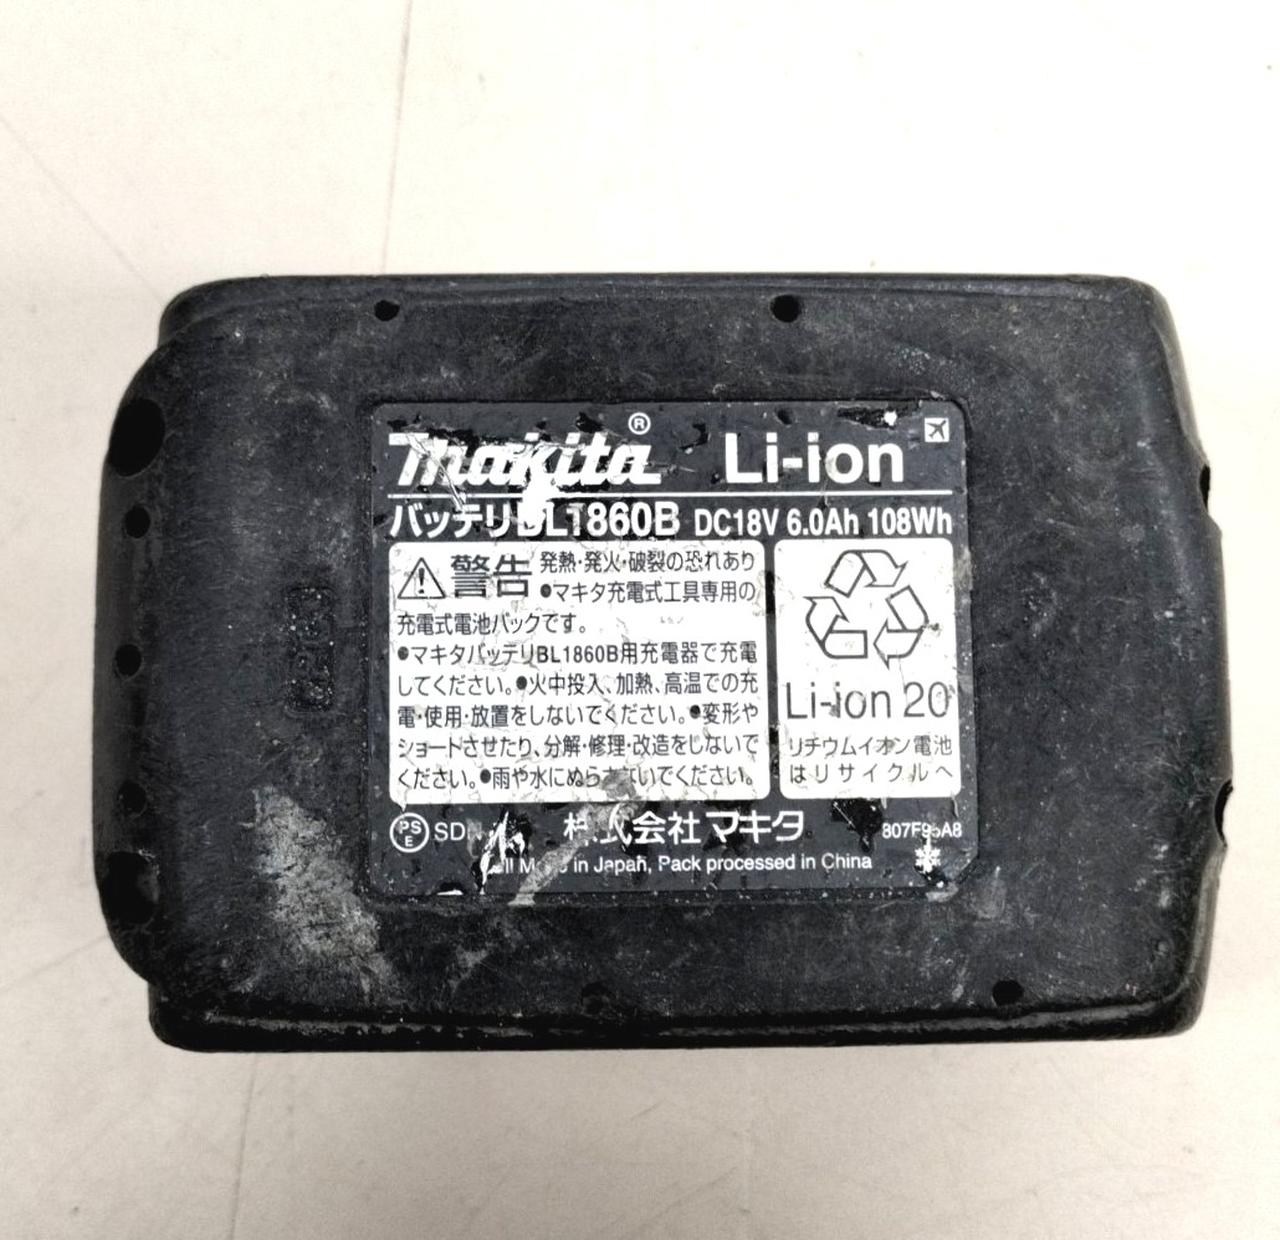 makita® Li-ion
バッテリBL1860B DC18V 6.0Ah 108Wh
警告 発熱・発火・破裂の恐れあり
●マキタ充電式工具専用の
充電式電池パックです。
●マキタバッテリBL1860B用充電器で充電
してください。●火中投入、加熱、高温での充
電・使用・放置をしないでください。●変形や
ショートさせたり、分解・修理・改造をしないで
ください。●雨や水にぬらさないでください。
Li-ion 20
リチウムイオン電池
はリサイクルへ
PS E 株式会社マキタ
in Japan, Pack processed in China